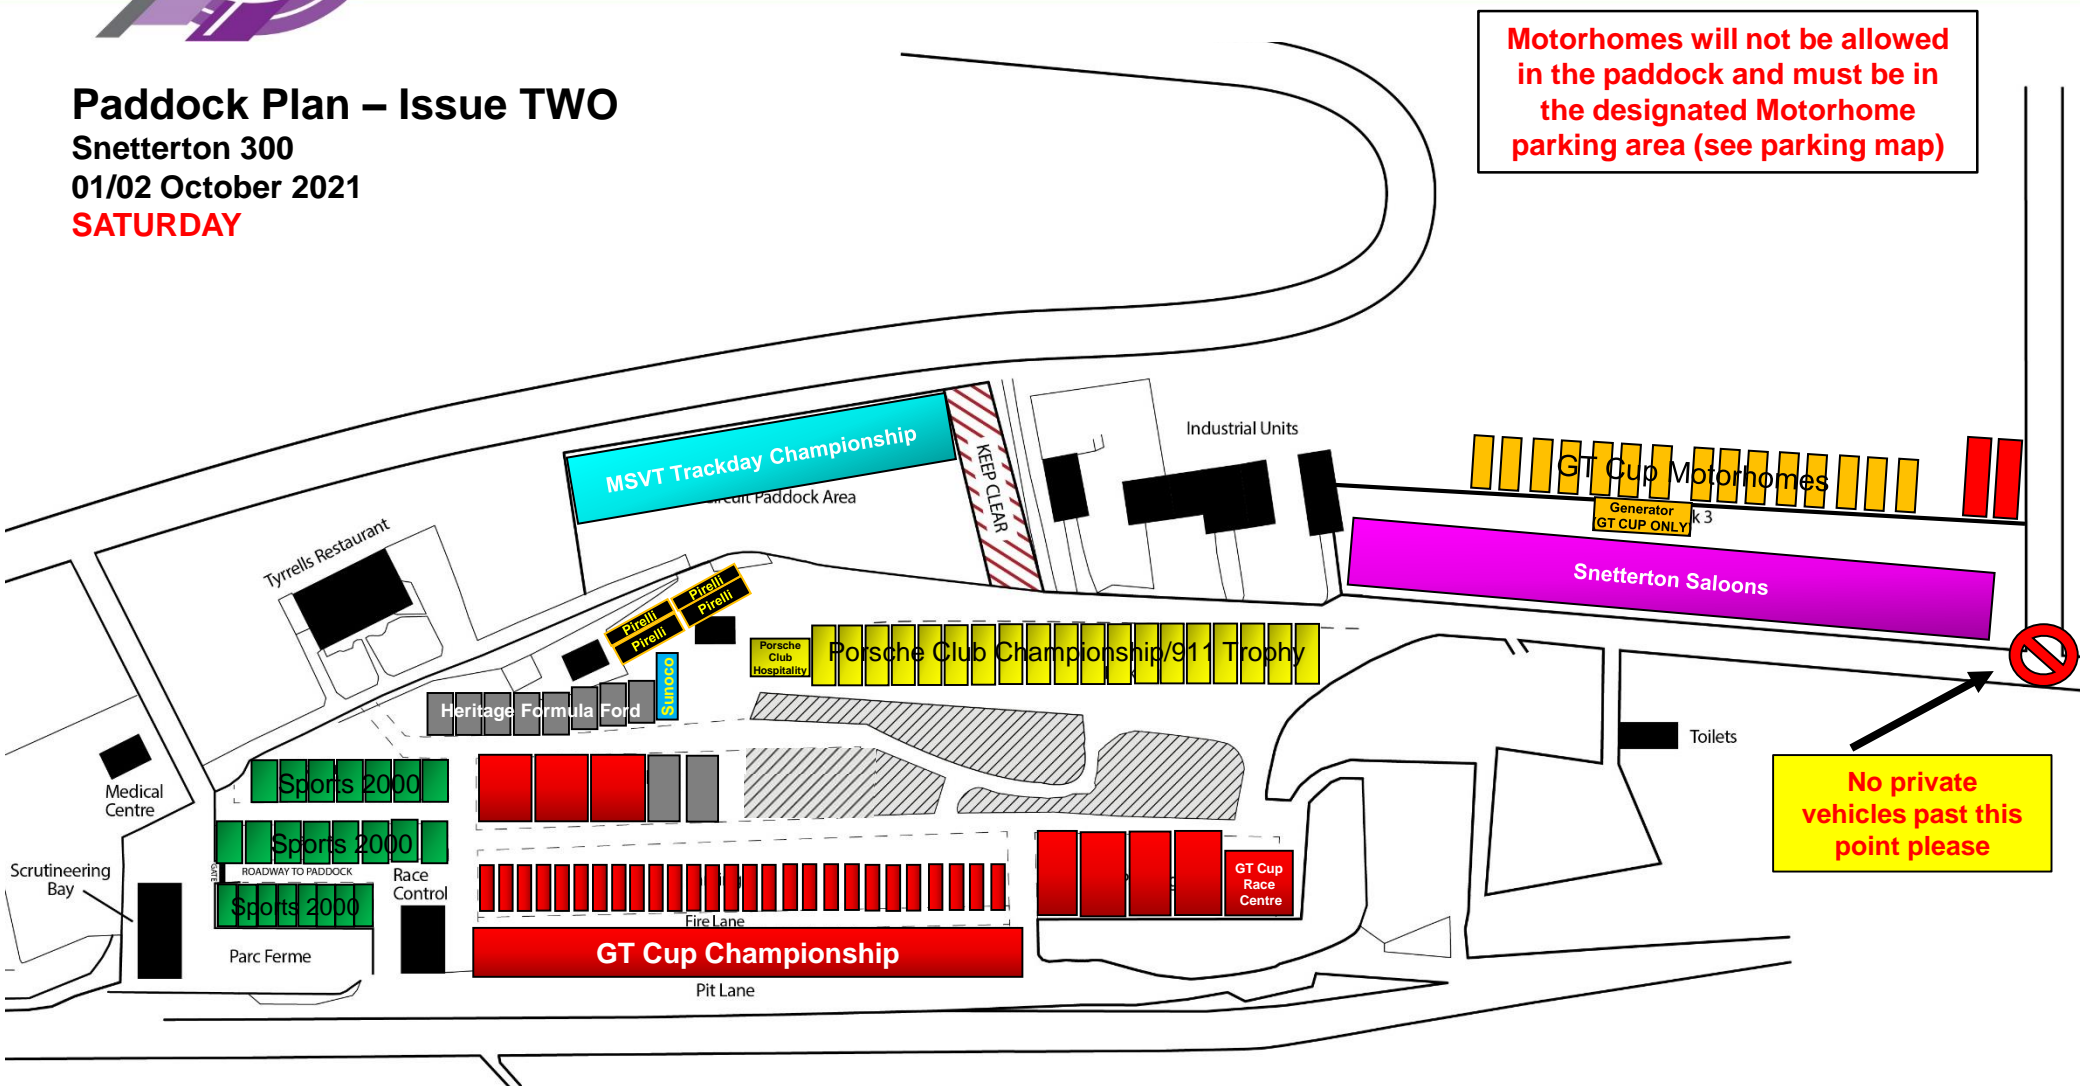 Paddock Plan – Issue TWO
Snetterton 300
01/02 October 2021
SATURDAY
Motorhomes will not be allowed
in the paddock and must be in
the designated Motorhome
parking area (see parking map)
MSVT Trackday Championship
Paddock Area
KEEP CLEAR
Industrial Units
GT Cup Motorhomes
Generator
GT CUP ONLY
k 3
Snetterton Saloons
Tyrrells Restaurant
Pirelli
Pirelli
Pirelli
Pirelli
Sunoco
Porsche
Club
Hospitality
Porsche Club Championship/911 Trophy
Heritage Formula Ford
Toilets
No private
vehicles past this
point please
Medical
Centre
Sports 2000
Sports 2000
ROADWAY TO PADDOCK
GATE
Sports 2000
Scrutineering
Bay
Race
Control
Parc Ferme
Fire Lane
GT Cup
Race
Centre
GT Cup Championship
Pit Lane